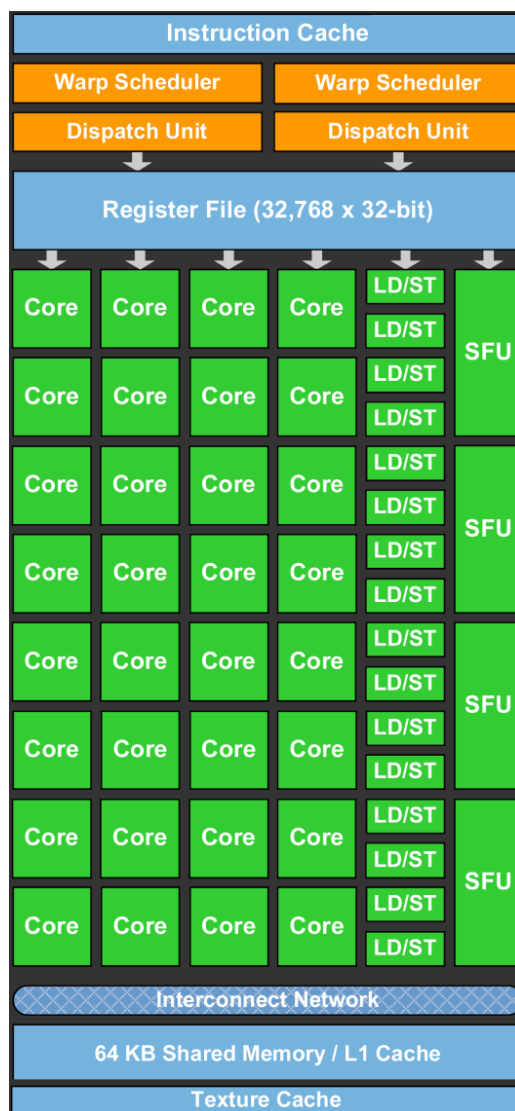 Instruction Cache
Warp Scheduler Warp Scheduler
Dispatch Unit Dispatch Unit
Register File (32,768 x 32-bit)
Core Core Core Core LD/ST SFU
LD/ST
Core Core Core Core LD/ST
LD/ST
Core Core Core Core LD/ST SFU
LD/ST
Core Core Core Core LD/ST
LD/ST
Core Core Core Core LD/ST SFU
LD/ST
Core Core Core Core LD/ST
LD/ST
Core Core Core Core LD/ST SFU
LD/ST
Core Core Core Core LD/ST
LD/ST
Interconnect Network
64 KB Shared Memory / L1 Cache
Texture Cache